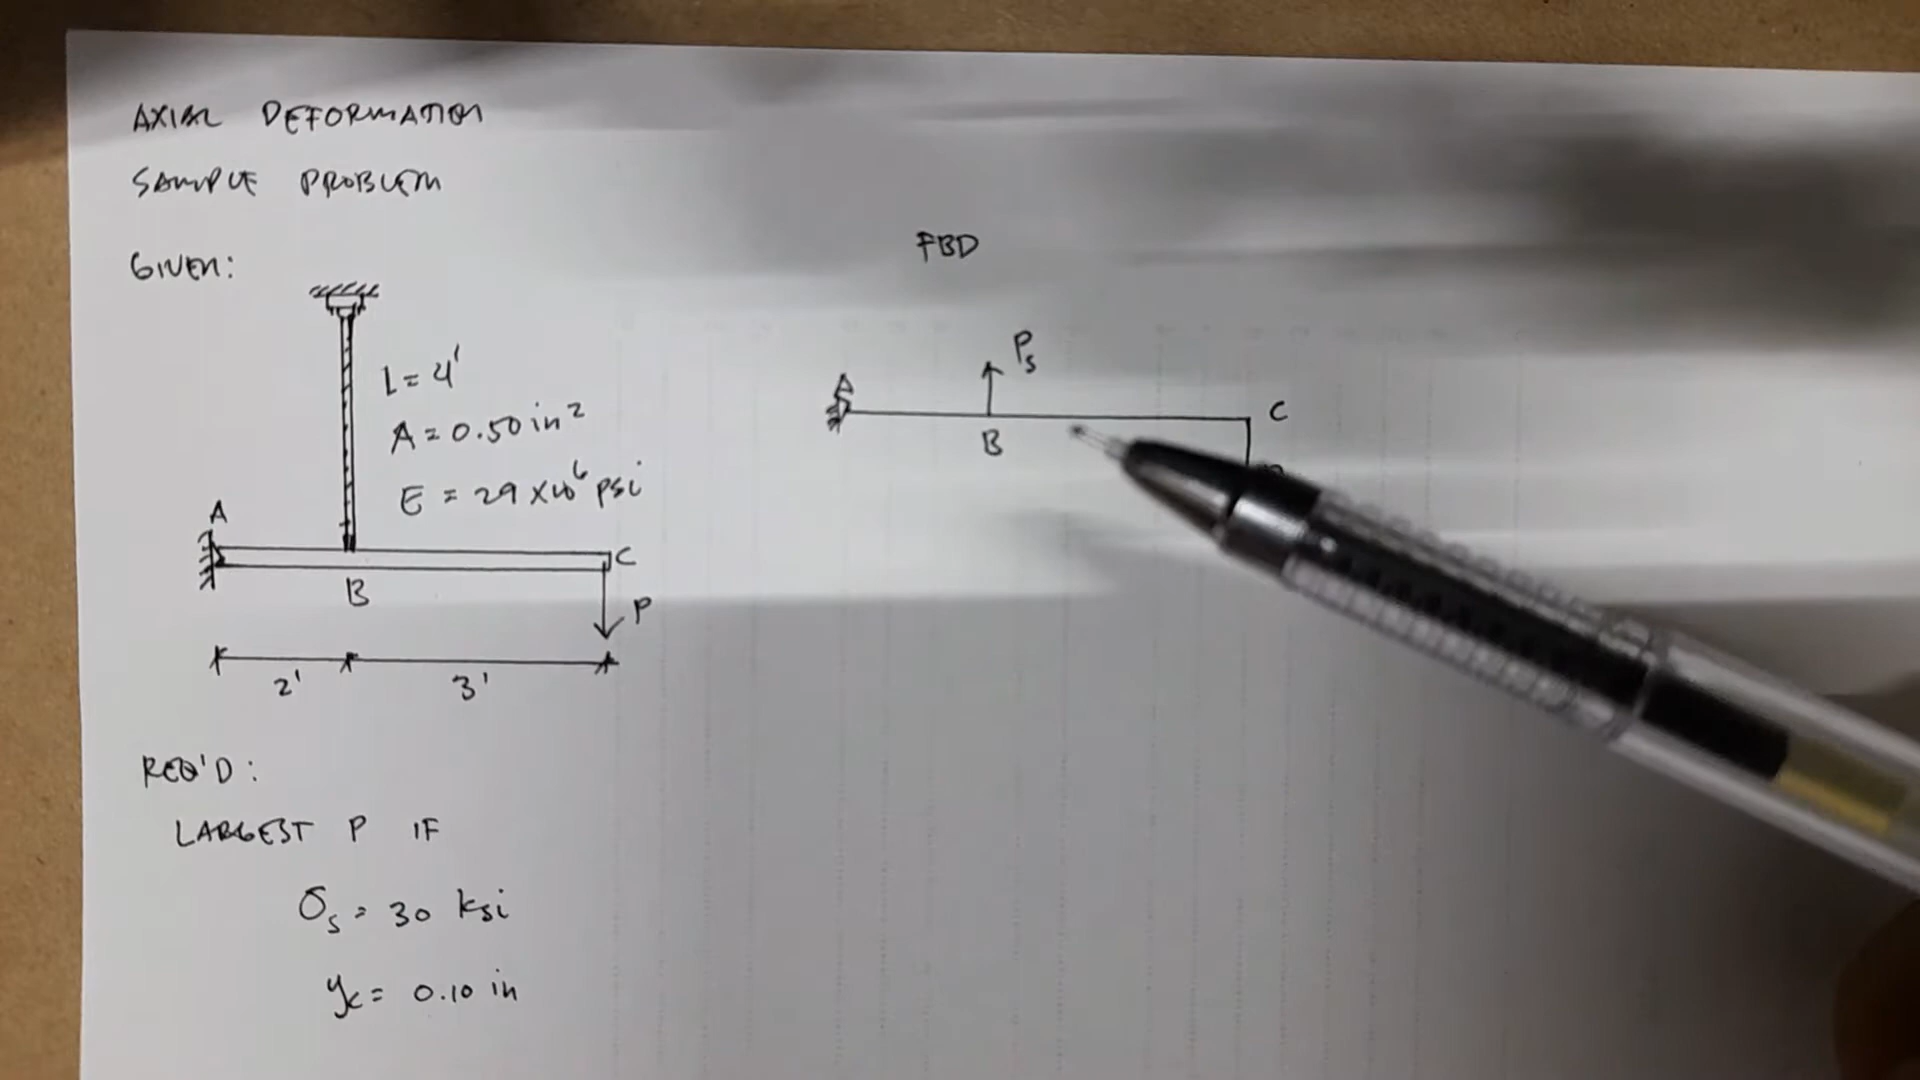 AXIAL DEFORMATION
SAMPLE PROBLEM
GIVEN:
L = 4'
A = 0.50 in²
E = 29 x10⁶ psi
A
B
C
P
2'
3'
REQ'D:
LARGEST P IF
σs = 30 ksi
yc = 0.10 in
FBD
Ps
A
B
C